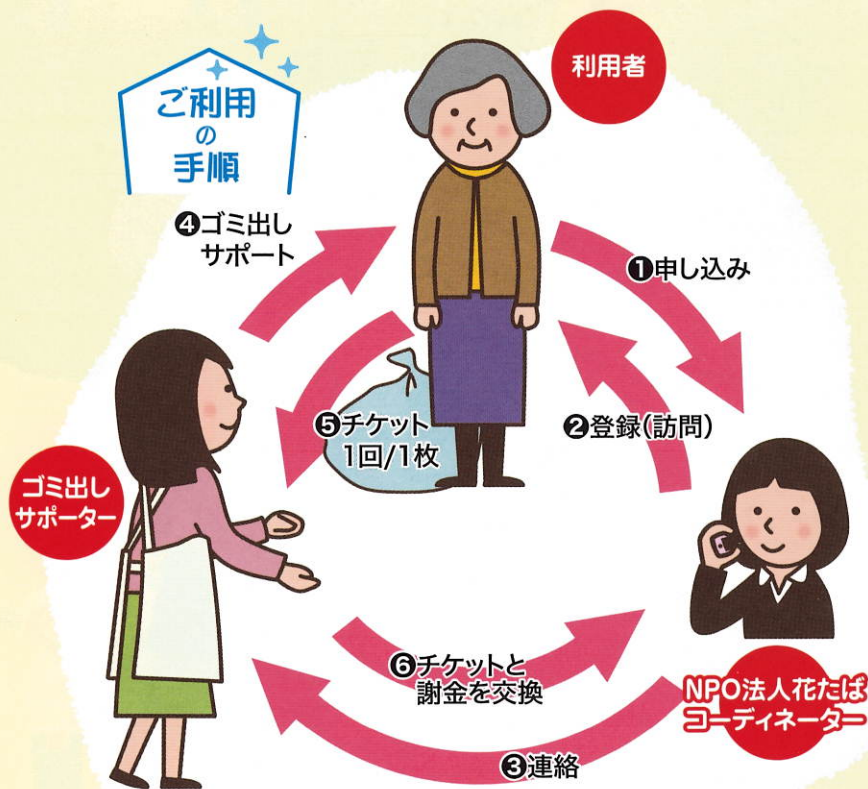 ご利用
の
手順
利用者
❹ゴミ出し
サポート
❶申し込み
❺チケット
1回/1枚
❷登録(訪問)
ゴミ出し
サポーター
❻チケットと
謝金を交換
NPO法人花たば
コーディネーター
❸連絡